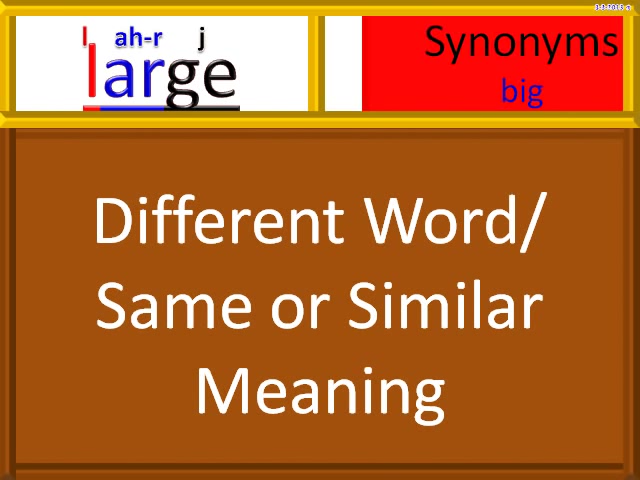 l ah-r j
large
Synonyms
big
Different Word/
Same or Similar
Meaning